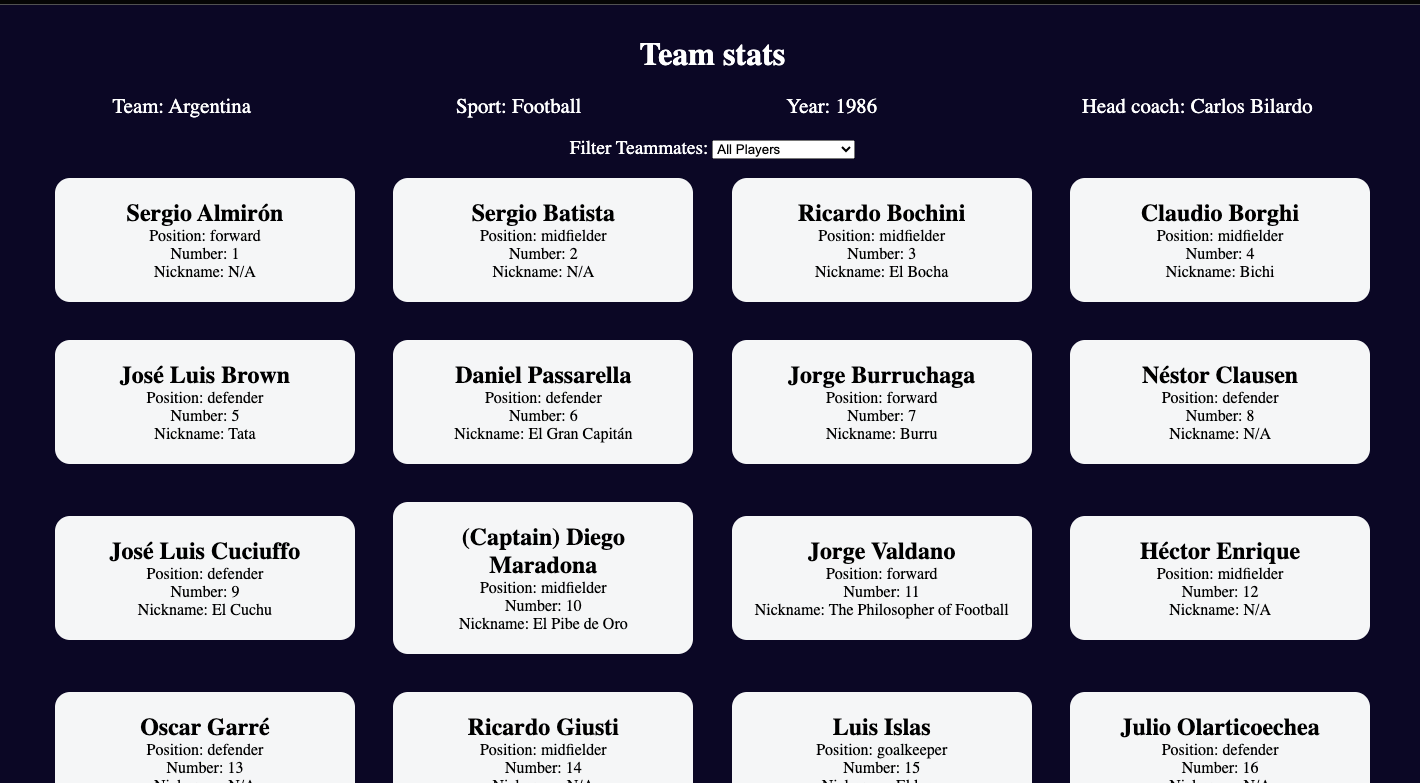 Team stats
Team: Argentina Sport: Football Year: 1986 Head coach: Carlos Bilardo
Filter Teammates: All Players
Sergio Almirón
Position: forward
Number: 1
Nickname: N/A
Sergio Batista
Position: midfielder
Number: 2
Nickname: N/A
Ricardo Bochini
Position: midfielder
Number: 3
Nickname: El Bocha
Claudio Borghi
Position: midfielder
Number: 4
Nickname: Bichi
José Luis Brown
Position: defender
Number: 5
Nickname: Tata
Daniel Passarella
Position: defender
Number: 6
Nickname: El Gran Capitán
Jorge Burruchaga
Position: forward
Number: 7
Nickname: Burru
Néstor Clausen
Position: defender
Number: 8
Nickname: N/A
José Luis Cuciuffo
Position: defender
Number: 9
Nickname: El Cuchu
(Captain) Diego
Maradona
Position: midfielder
Number: 10
Nickname: El Pibe de Oro
Jorge Valdano
Position: forward
Number: 11
Nickname: The Philosopher of Football
Héctor Enrique
Position: midfielder
Number: 12
Nickname: N/A
Oscar Garré
Position: defender
Number: 13
Ricardo Giusti
Position: midfielder
Number: 14
Luis Islas
Position: goalkeeper
Number: 15
Julio Olarticoechea
Position: defender
Number: 16